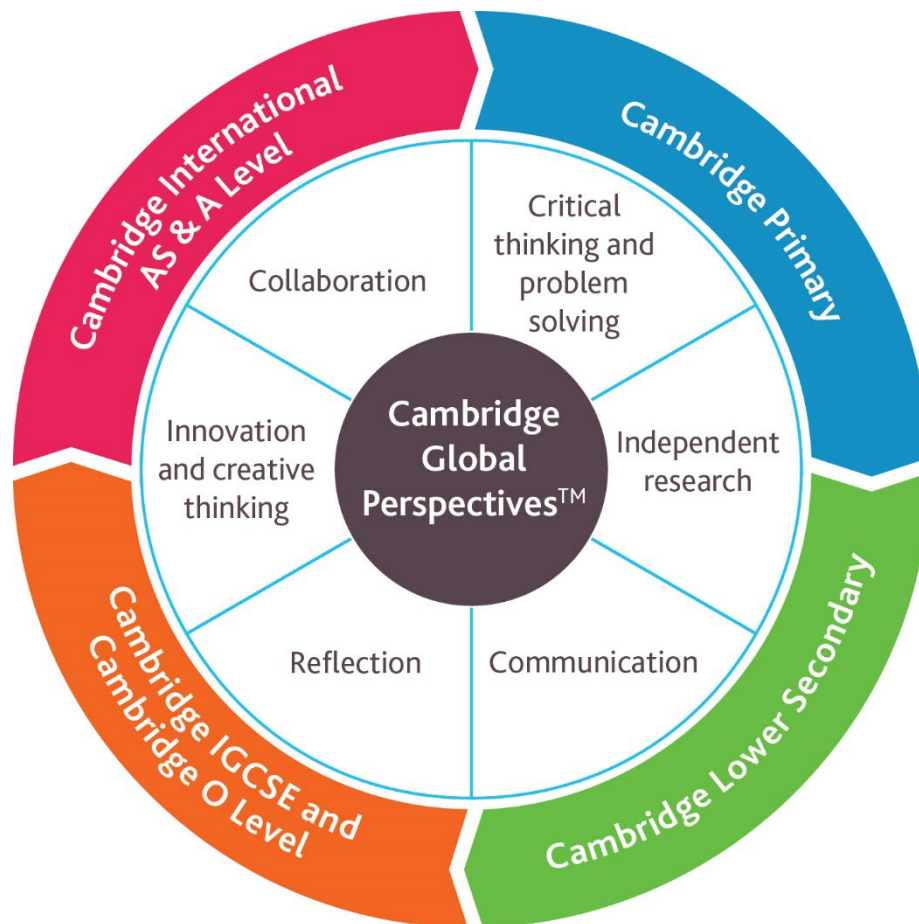 Cambridge International
AS & A Level
Cambridge Primary
Cambridge Lower Secondary
Cambridge IGCSE and
Cambridge O Level
Critical
thinking and
problem
solving
Independent
research
Communication
Reflection
Innovation
and creative
thinking
Collaboration
Cambridge
Global
Perspectives™